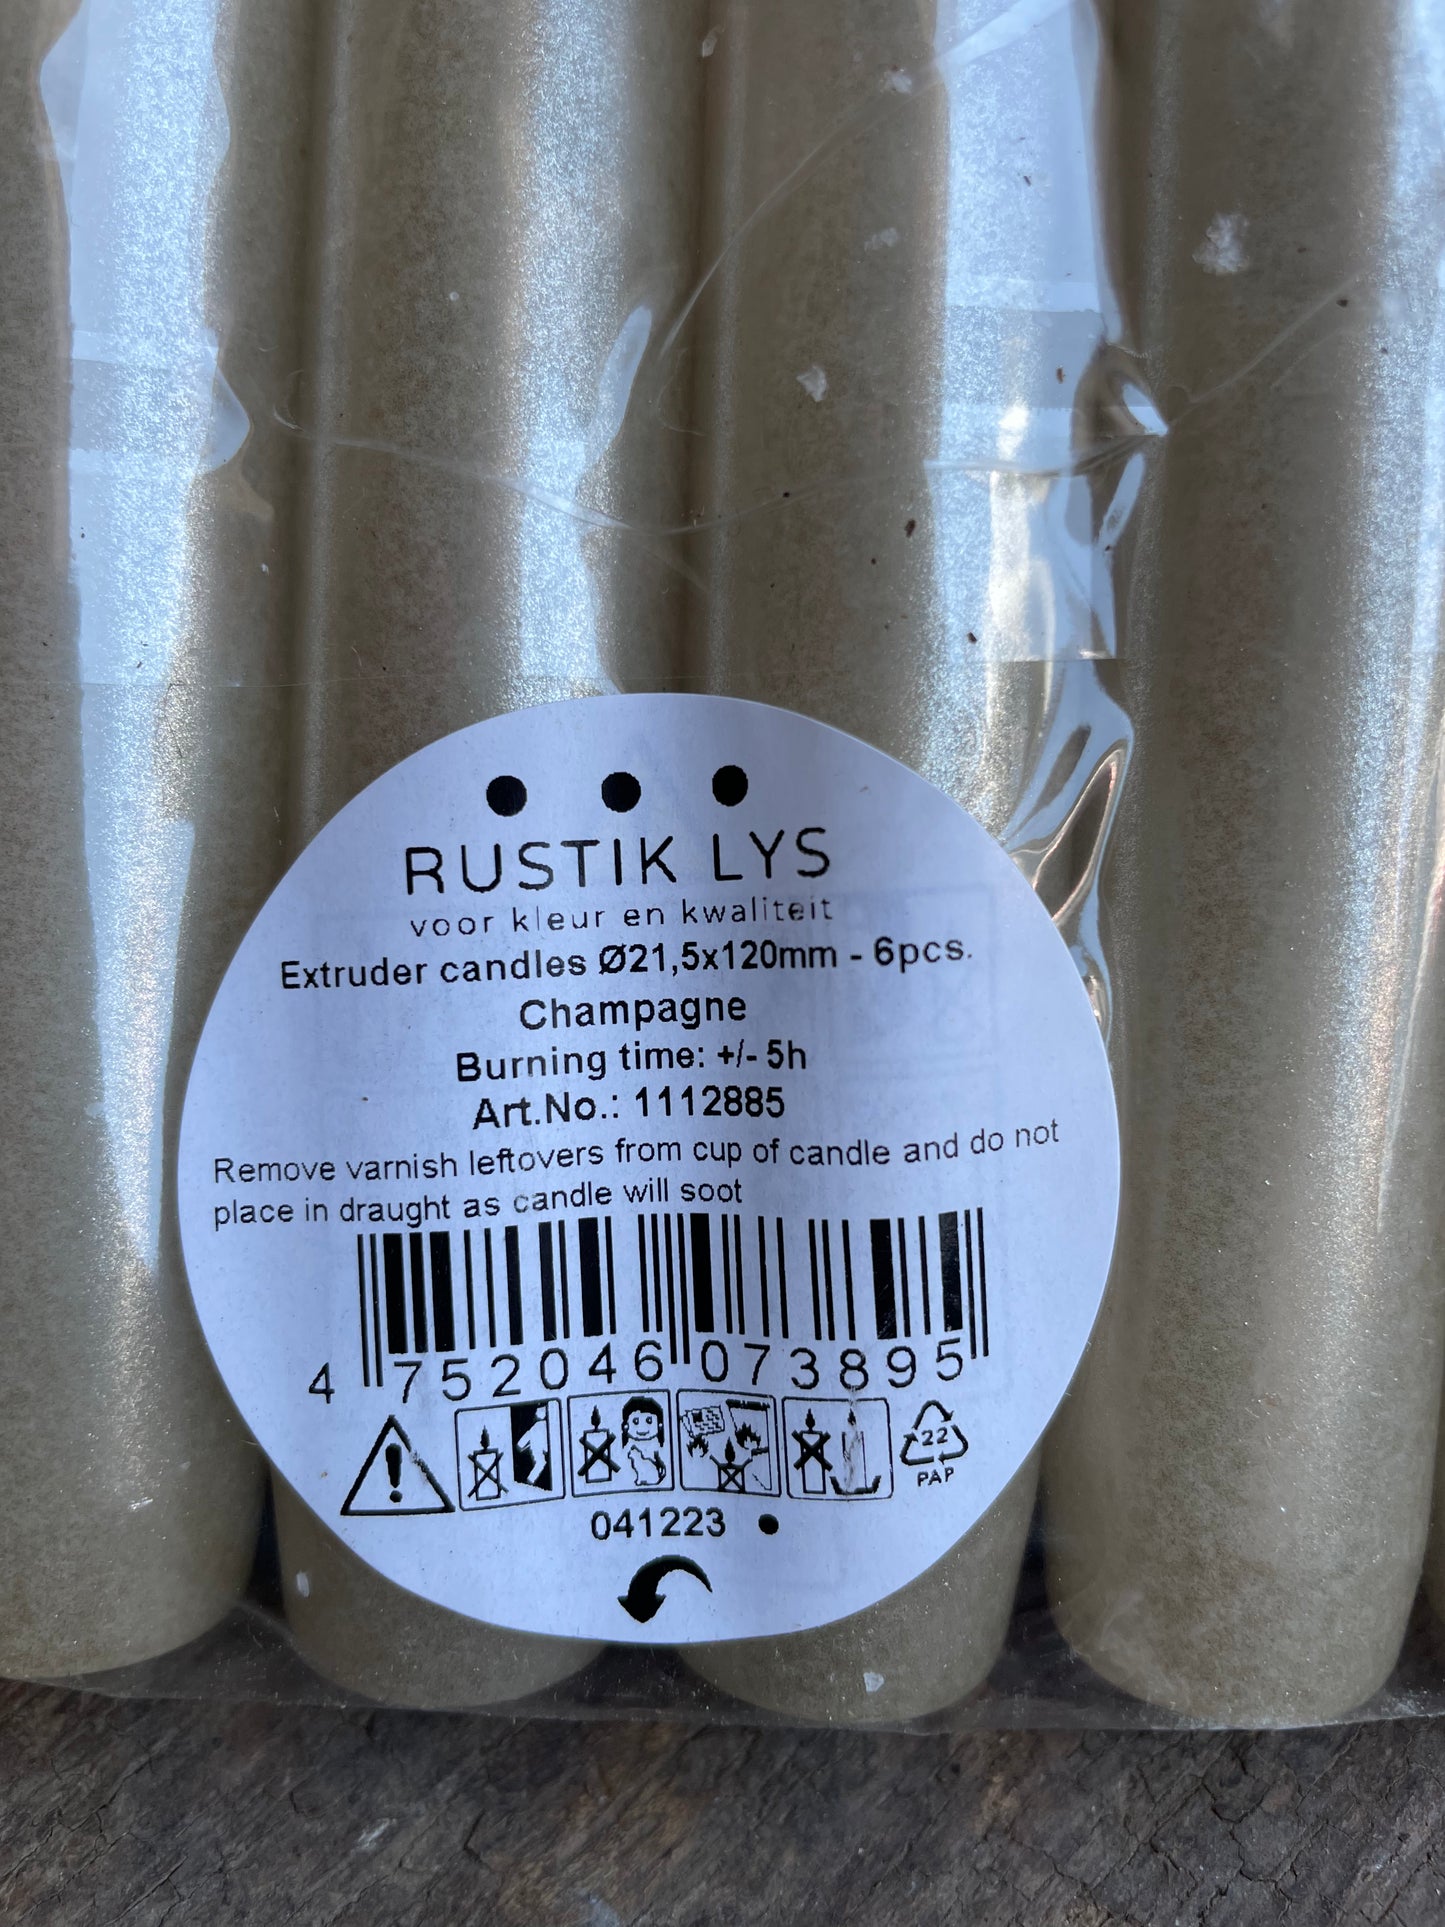 RUSTIK LYS
voor kleur en kwaliteit
Extruder candles Ø21,5x120mm - 6pcs.
Champagne
Burning time: +/- 5h
Art.No.: 1112885
Remove varnish leftovers from cup of candle and do not
place in draught as candle will soot
4 752046 073895
22
PAP
041223